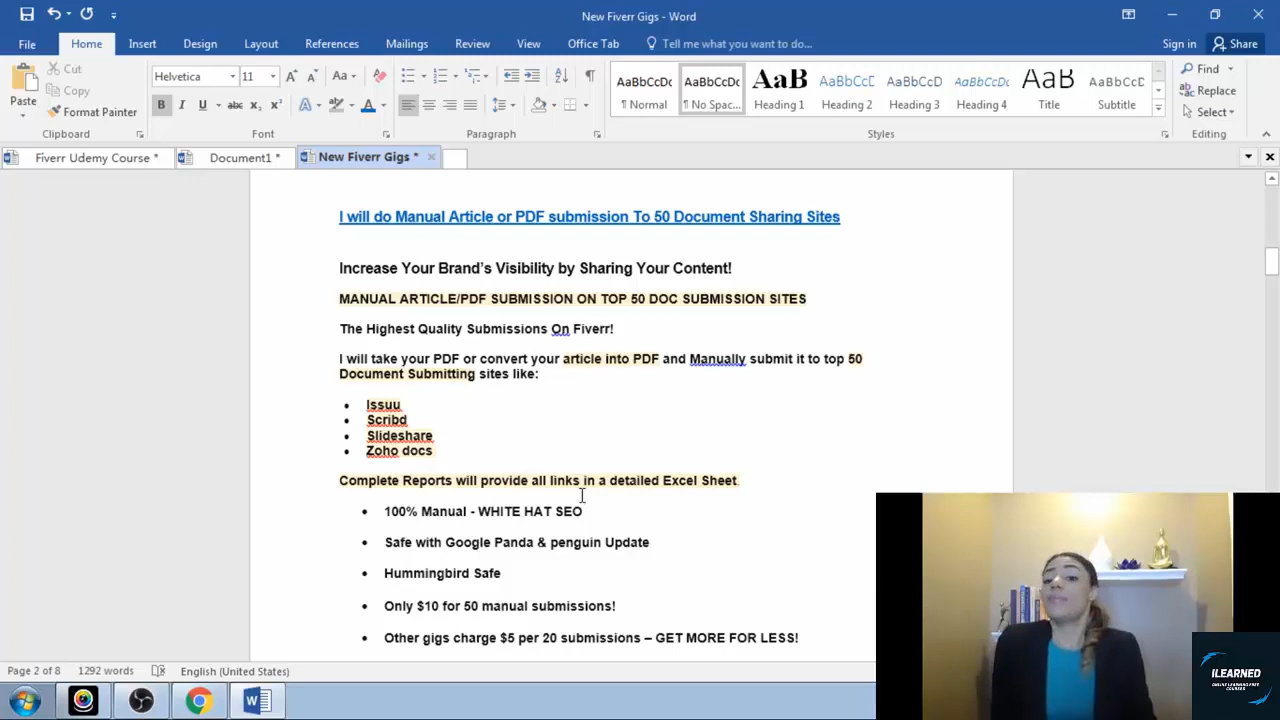 New Fiverr Gigs - Word
File Home Insert Design Layout References Mailings Review View Office Tab Tell me what you want to do... Sign in Share
Paste
Cut
Copy
Format Painter
Clipboard
Helvetica 11
Font
Paragraph
AaBbCcDc AaBbCcDc AaB AaBbCcD AaBbCcDc AaBbCcDc AaB AaBbCcDc
¶ Normal ¶ No Spac... Heading 1 Heading 2 Heading 3 Heading 4 Title Subtitle
Styles
Find
Replace
Select
Editing
Fiverr Udemy Course * Document1 * New Fiverr Gigs *
I will do Manual Article or PDF submission To 50 Document Sharing Sites
Increase Your Brand's Visibility by Sharing Your Content!
MANUAL ARTICLE/PDF SUBMISSION ON TOP 50 DOC SUBMISSION SITES
The Highest Quality Submissions On Fiverr!
I will take your PDF or convert your article into PDF and Manually submit it to top 50
Document Submitting sites like:
• Issuu
• Scribd
• Slideshare
• Zoho docs
Complete Reports will provide all links in a detailed Excel Sheet.
• 100% Manual - WHITE HAT SEO
• Safe with Google Panda & penguin Update
• Hummingbird Safe
• Only $10 for 50 manual submissions!
• Other gigs charge $5 per 20 submissions – GET MORE FOR LESS!
Page 2 of 8 1292 words English (United States)
ILEARNED
ONLINE LEARNING FREE
COURSES